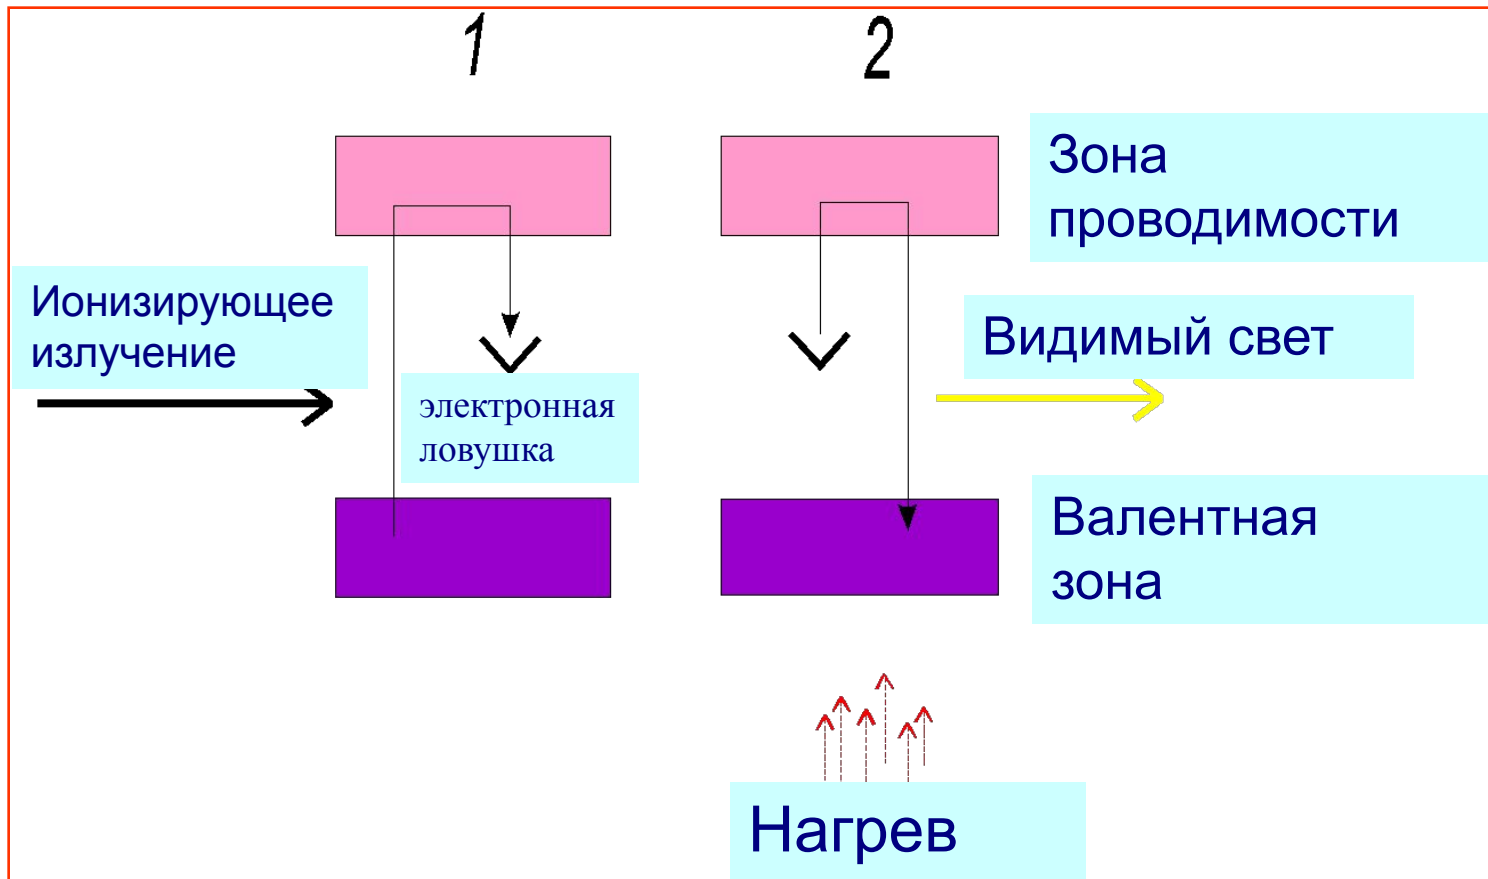 1
2
Зона
проводимости
Ионизирующее
излучение
Видимый свет
электронная
ловушка
Валентная
зона
Нагрев